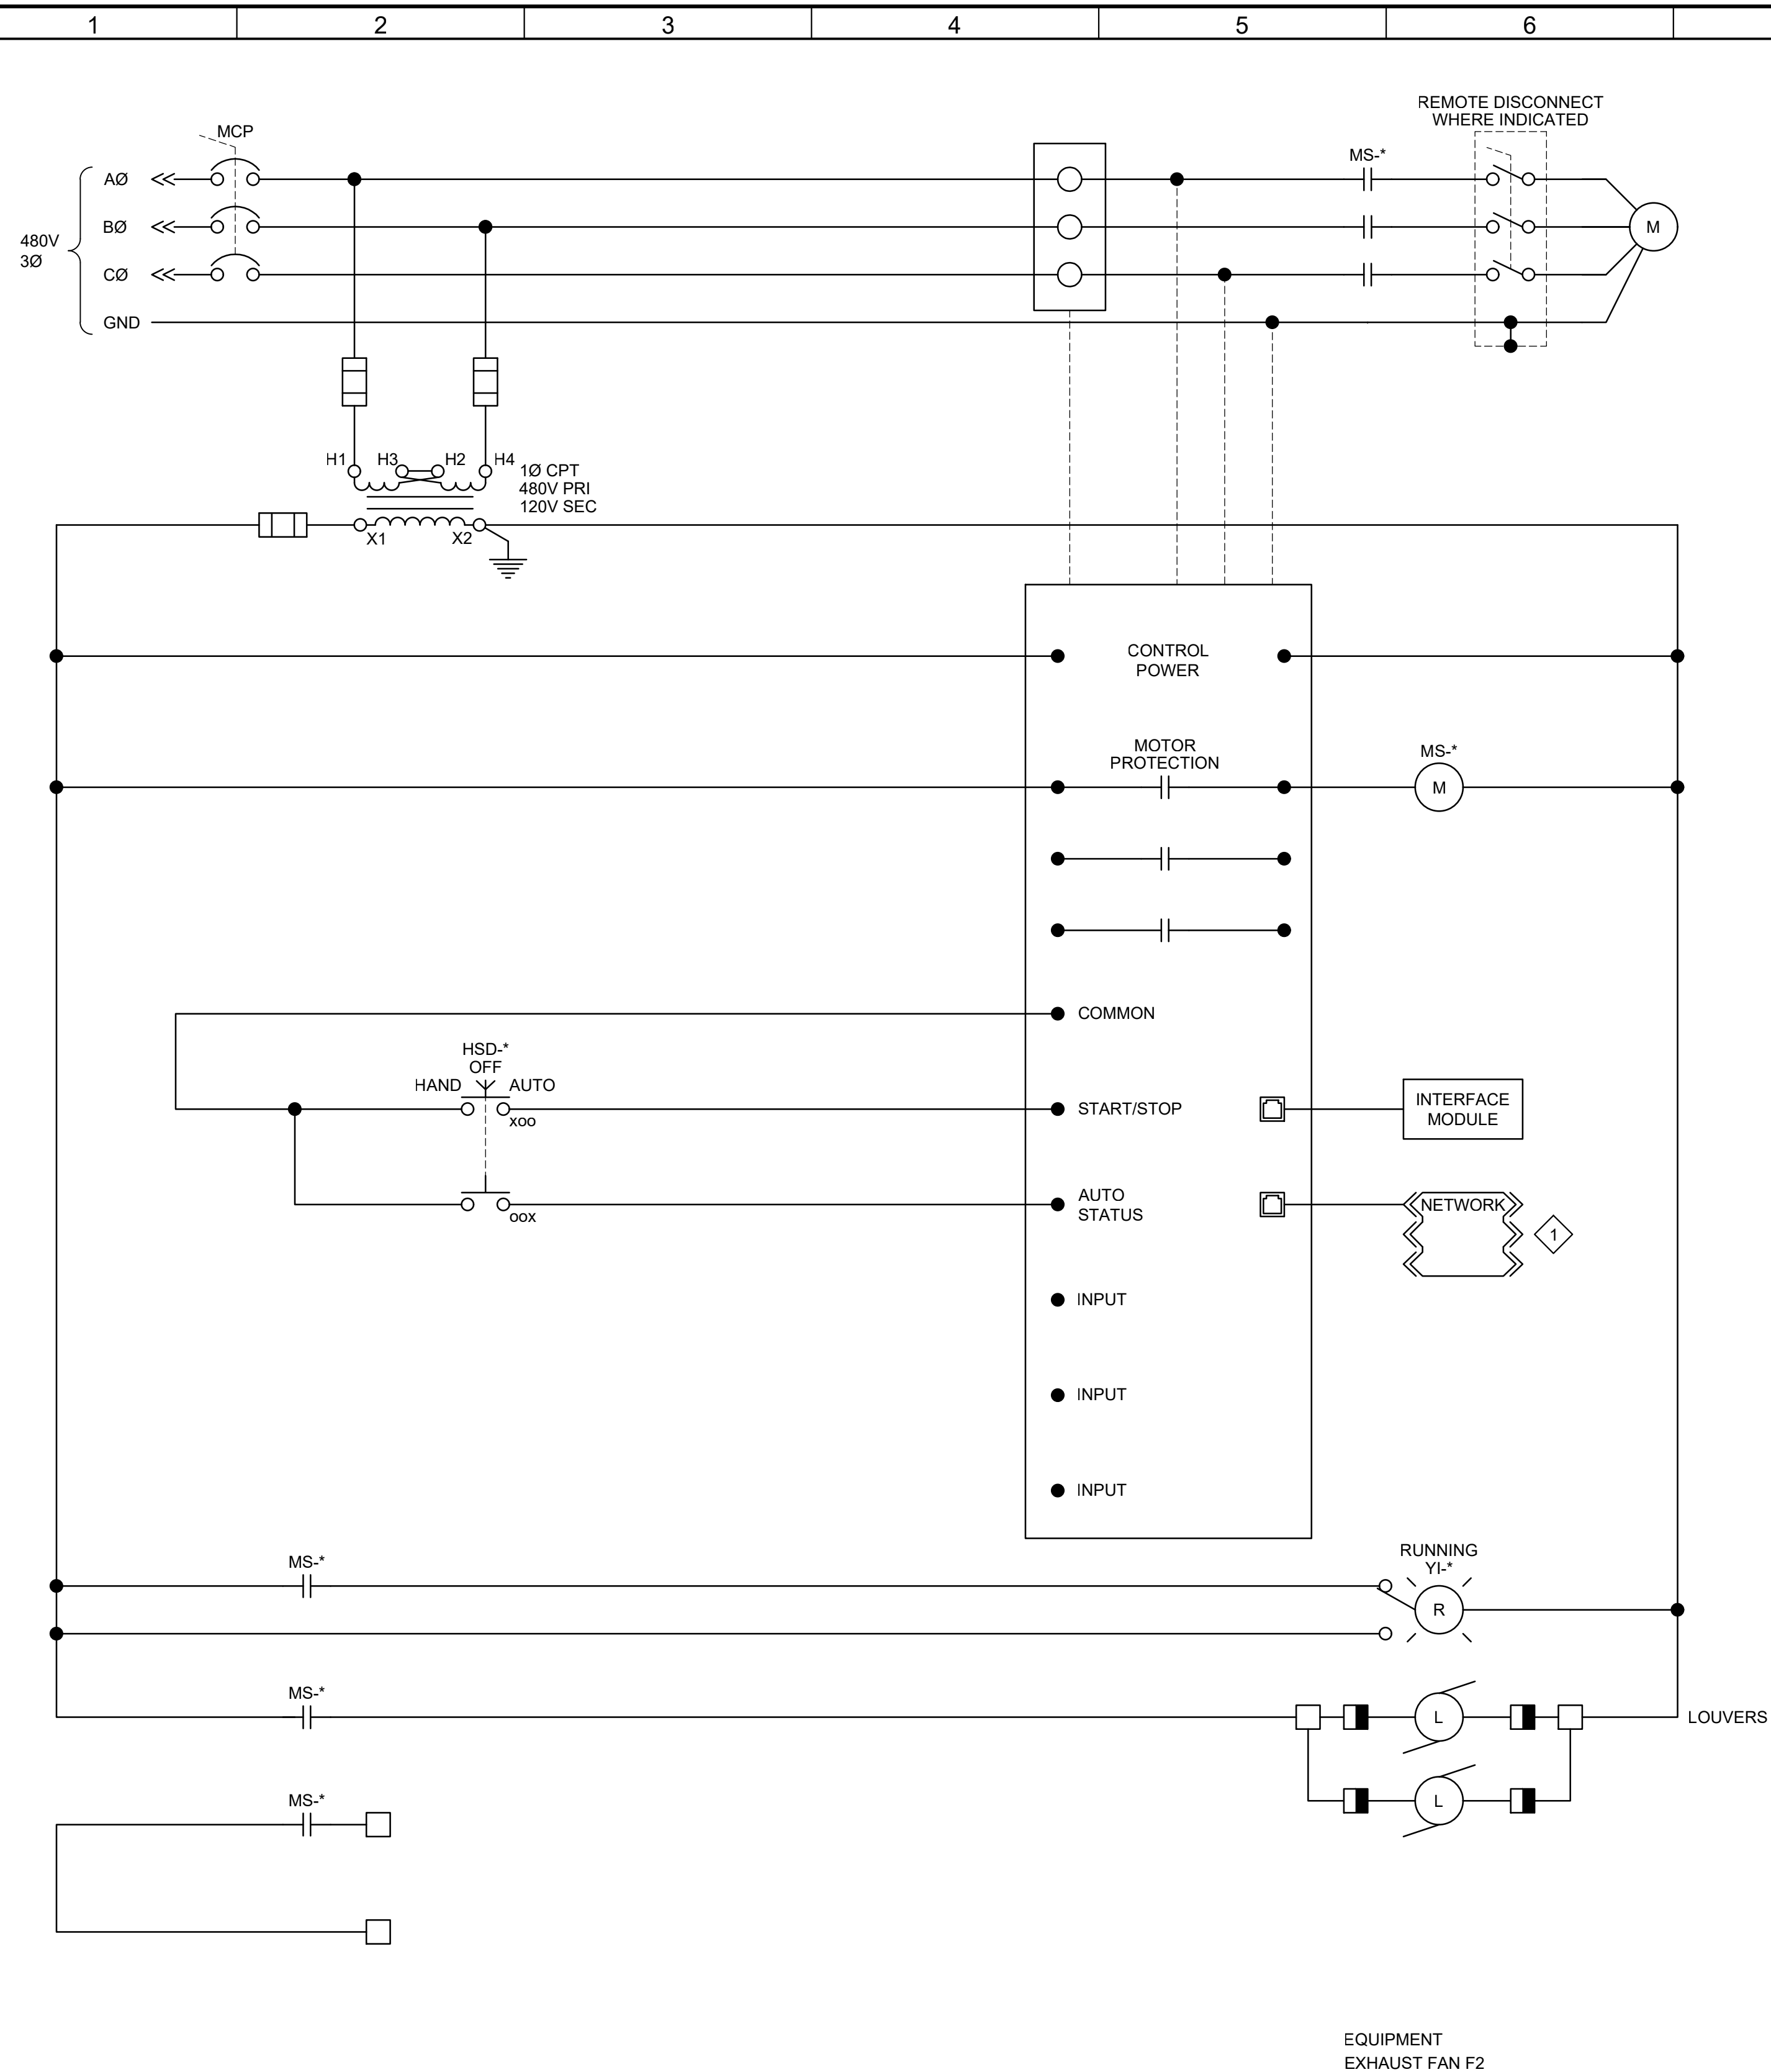 1 2 3 4 5 6
REMOTE DISCONNECT
WHERE INDICATED
MCP
MS-*
AØ
BØ
M
480V
3Ø
CØ
GND
H1 H3 H2 H4
1Ø CPT
480V PRI
120V SEC
X1 X2
CONTROL
POWER
MOTOR
PROTECTION
MS-*
M
COMMON
HSD-*
OFF
HAND AUTO
xoo
START/STOP
INTERFACE
MODULE
AUTO
STATUS
oox
NETWORK
1
INPUT
INPUT
INPUT
MS-*
RUNNING
YI-*
R
MS-*
L
LOUVERS
MS-*
L
EQUIPMENT
EXHAUST FAN F2